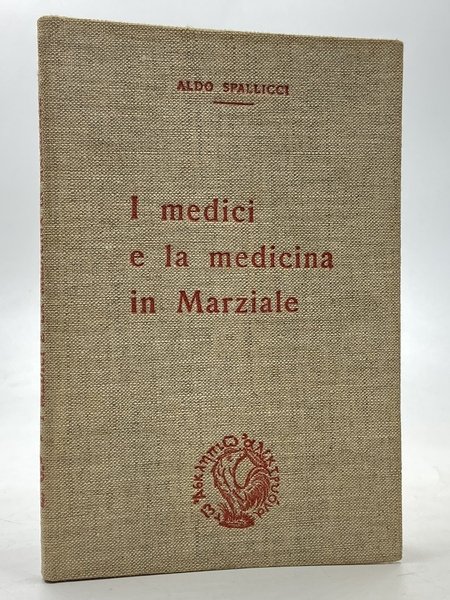 ALDO SPALLICCI
I medici
e la medicina
in Marziale